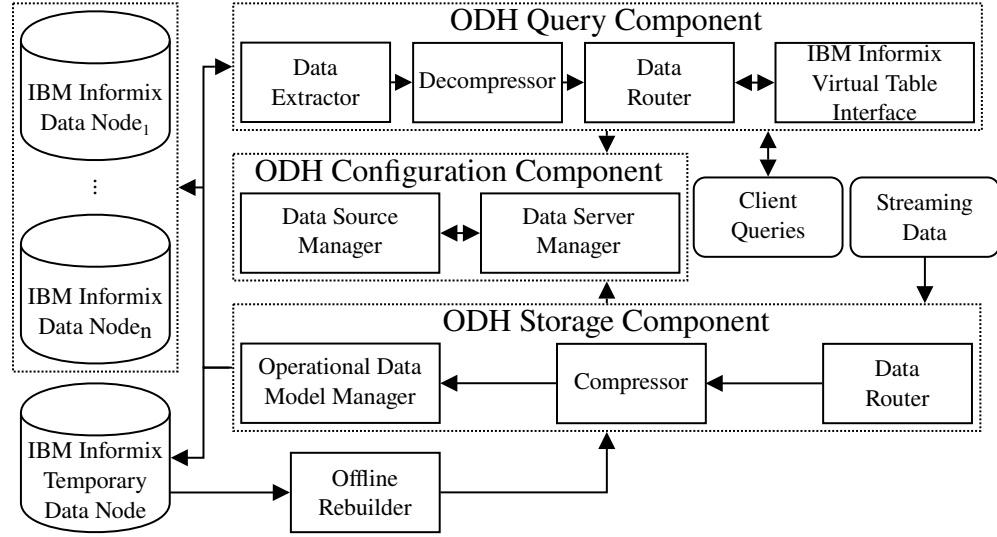 IBM Informix
Data Node₁
⋮
IBM Informix
Data Nodeₙ
IBM Informix
Temporary
Data Node
ODH Query Component
Data
Extractor
Decompressor
Data
Router
IBM Informix
Virtual Table
Interface
ODH Configuration Component
Data Source
Manager
Data Server
Manager
Client
Queries
Streaming
Data
ODH Storage Component
Operational Data
Model Manager
Compressor
Data
Router
Offline
Rebuilder